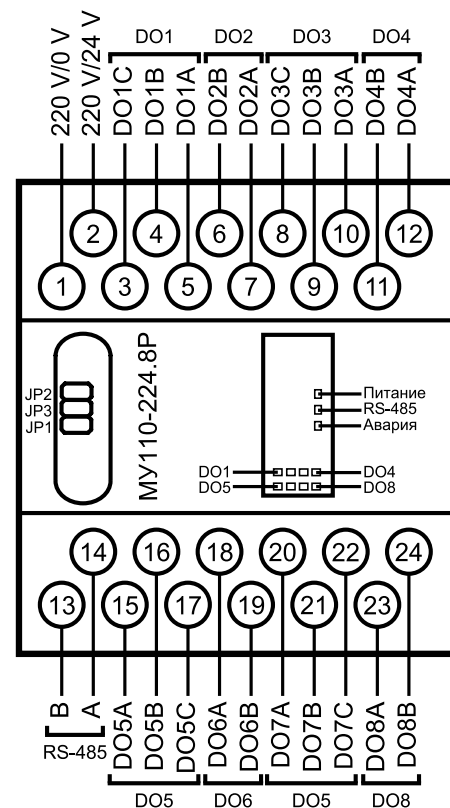 DO1 DO2 DO3 DO4
220 V/0 V
220 V/24 V
DO1C
DO1B
DO1A
DO2B
DO2A
DO3C
DO3B
DO3A
DO4B
DO4A
2 4 6 8 10 12
1 3 5 7 9 11
JP2
JP3
JP1
МУ110-224.8Р
Питание
RS-485
Авария
DO1 DO4
DO5 DO8
14 16 18 20 22 24
13 15 17 19 21 23
B
A
DO5A
DO5B
DO5C
DO6A
DO6B
DO7A
DO7B
DO7C
DO8A
DO8B
RS-485
DO5 DO6 DO5 DO8